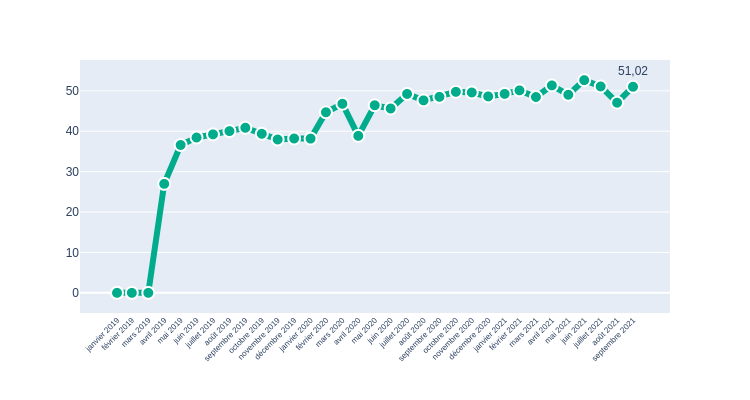 51,02
50
40
30
20
10
0
janvier 2019
février 2019
mars 2019
avril 2019
mai 2019
juin 2019
juillet 2019
août 2019
septembre 2019
octobre 2019
novembre 2019
décembre 2019
janvier 2020
février 2020
mars 2020
avril 2020
mai 2020
juin 2020
juillet 2020
août 2020
septembre 2020
octobre 2020
novembre 2020
décembre 2020
janvier 2021
février 2021
mars 2021
avril 2021
mai 2021
juin 2021
juillet 2021
août 2021
septembre 2021